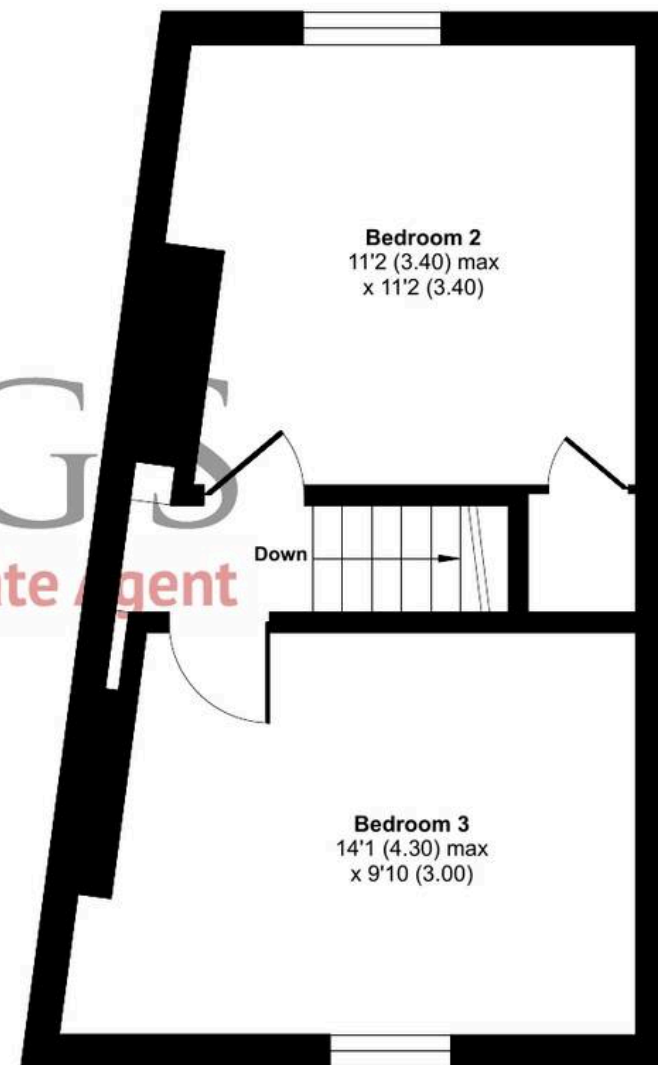 Bedroom 2
11'2 (3.40) max
x 11'2 (3.40)
GS
Down
Agent
Bedroom 3
14'1 (4.30) max
x 9'10 (3.00)